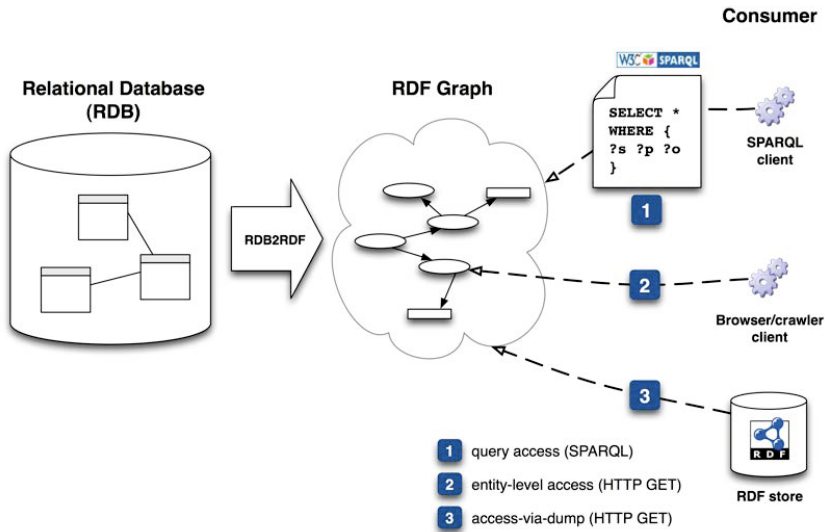 Consumer
Relational Database
(RDB)
RDF Graph
W3C SPARQL
SELECT *
WHERE {
?s ?p ?o
}
SPARQL
client
1
RDB2RDF
2
Browser/crawler
client
3
RDF
RDF store
1 query access (SPARQL)
2 entity-level access (HTTP GET)
3 access-via-dump (HTTP GET)